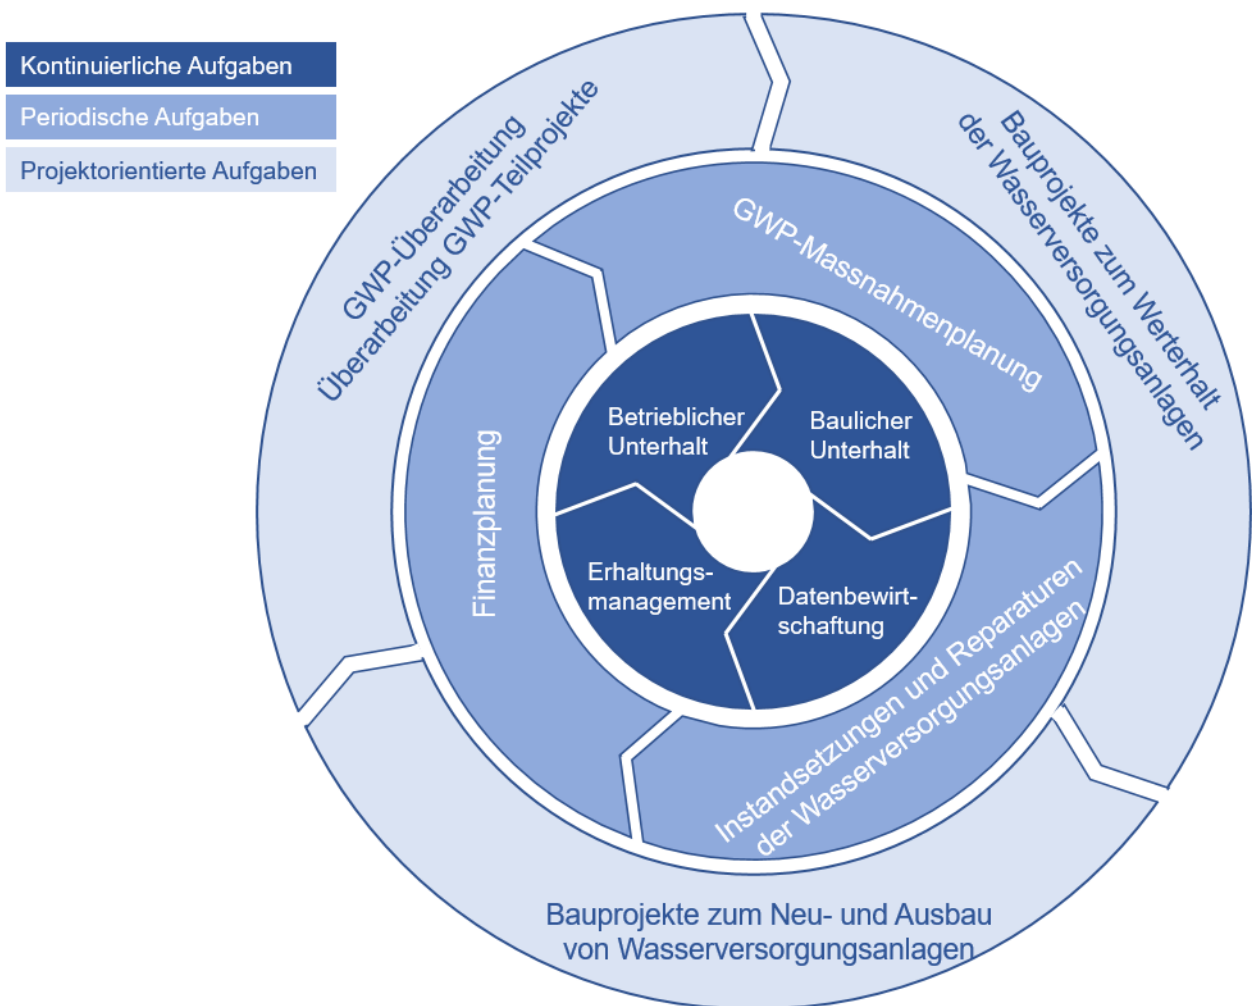 Kontinuierliche Aufgaben
Periodische Aufgaben
Projektorientierte Aufgaben
GWP-Überarbeitung
Überarbeitung GWP-Teilprojekte
Bauprojekte zum Werterhalt
der Wasserversorgungsanlagen
GWP-Massnahmenplanung
Finanzplanung
Betrieblicher
Unterhalt
Baulicher
Unterhalt
Erhaltungs-
management
Datenbewirt-
schaftung
Instandsetzungen und Reparaturen
der Wasserversorgungsanlagen
Bauprojekte zum Neu- und Ausbau
von Wasserversorgungsanlagen